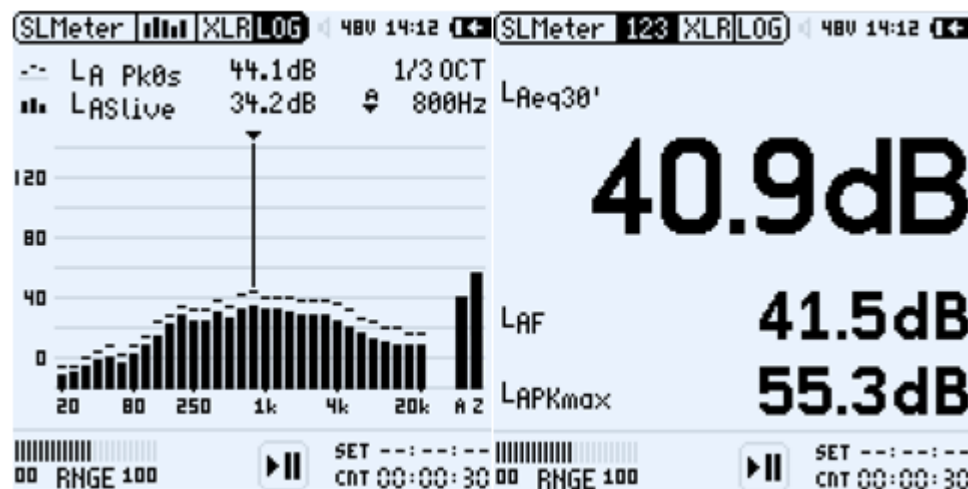 SLMeter XLR LOG 48V 14:12
LA Pk0s 44.1dB 1/3 OCT
LASlive 34.2dB A 800Hz
120
80
40
0
20 80 250 1k 4k 20k A Z
SET --:--:--
00 RNGE 100 CNT 00:00:30
SLMeter 123 XLR LOG 48V 14:12
LAeq30'
40.9dB
LAF 41.5dB
LAPKmax 55.3dB
SET --:--:--
00 RNGE 100 CNT 00:00:30